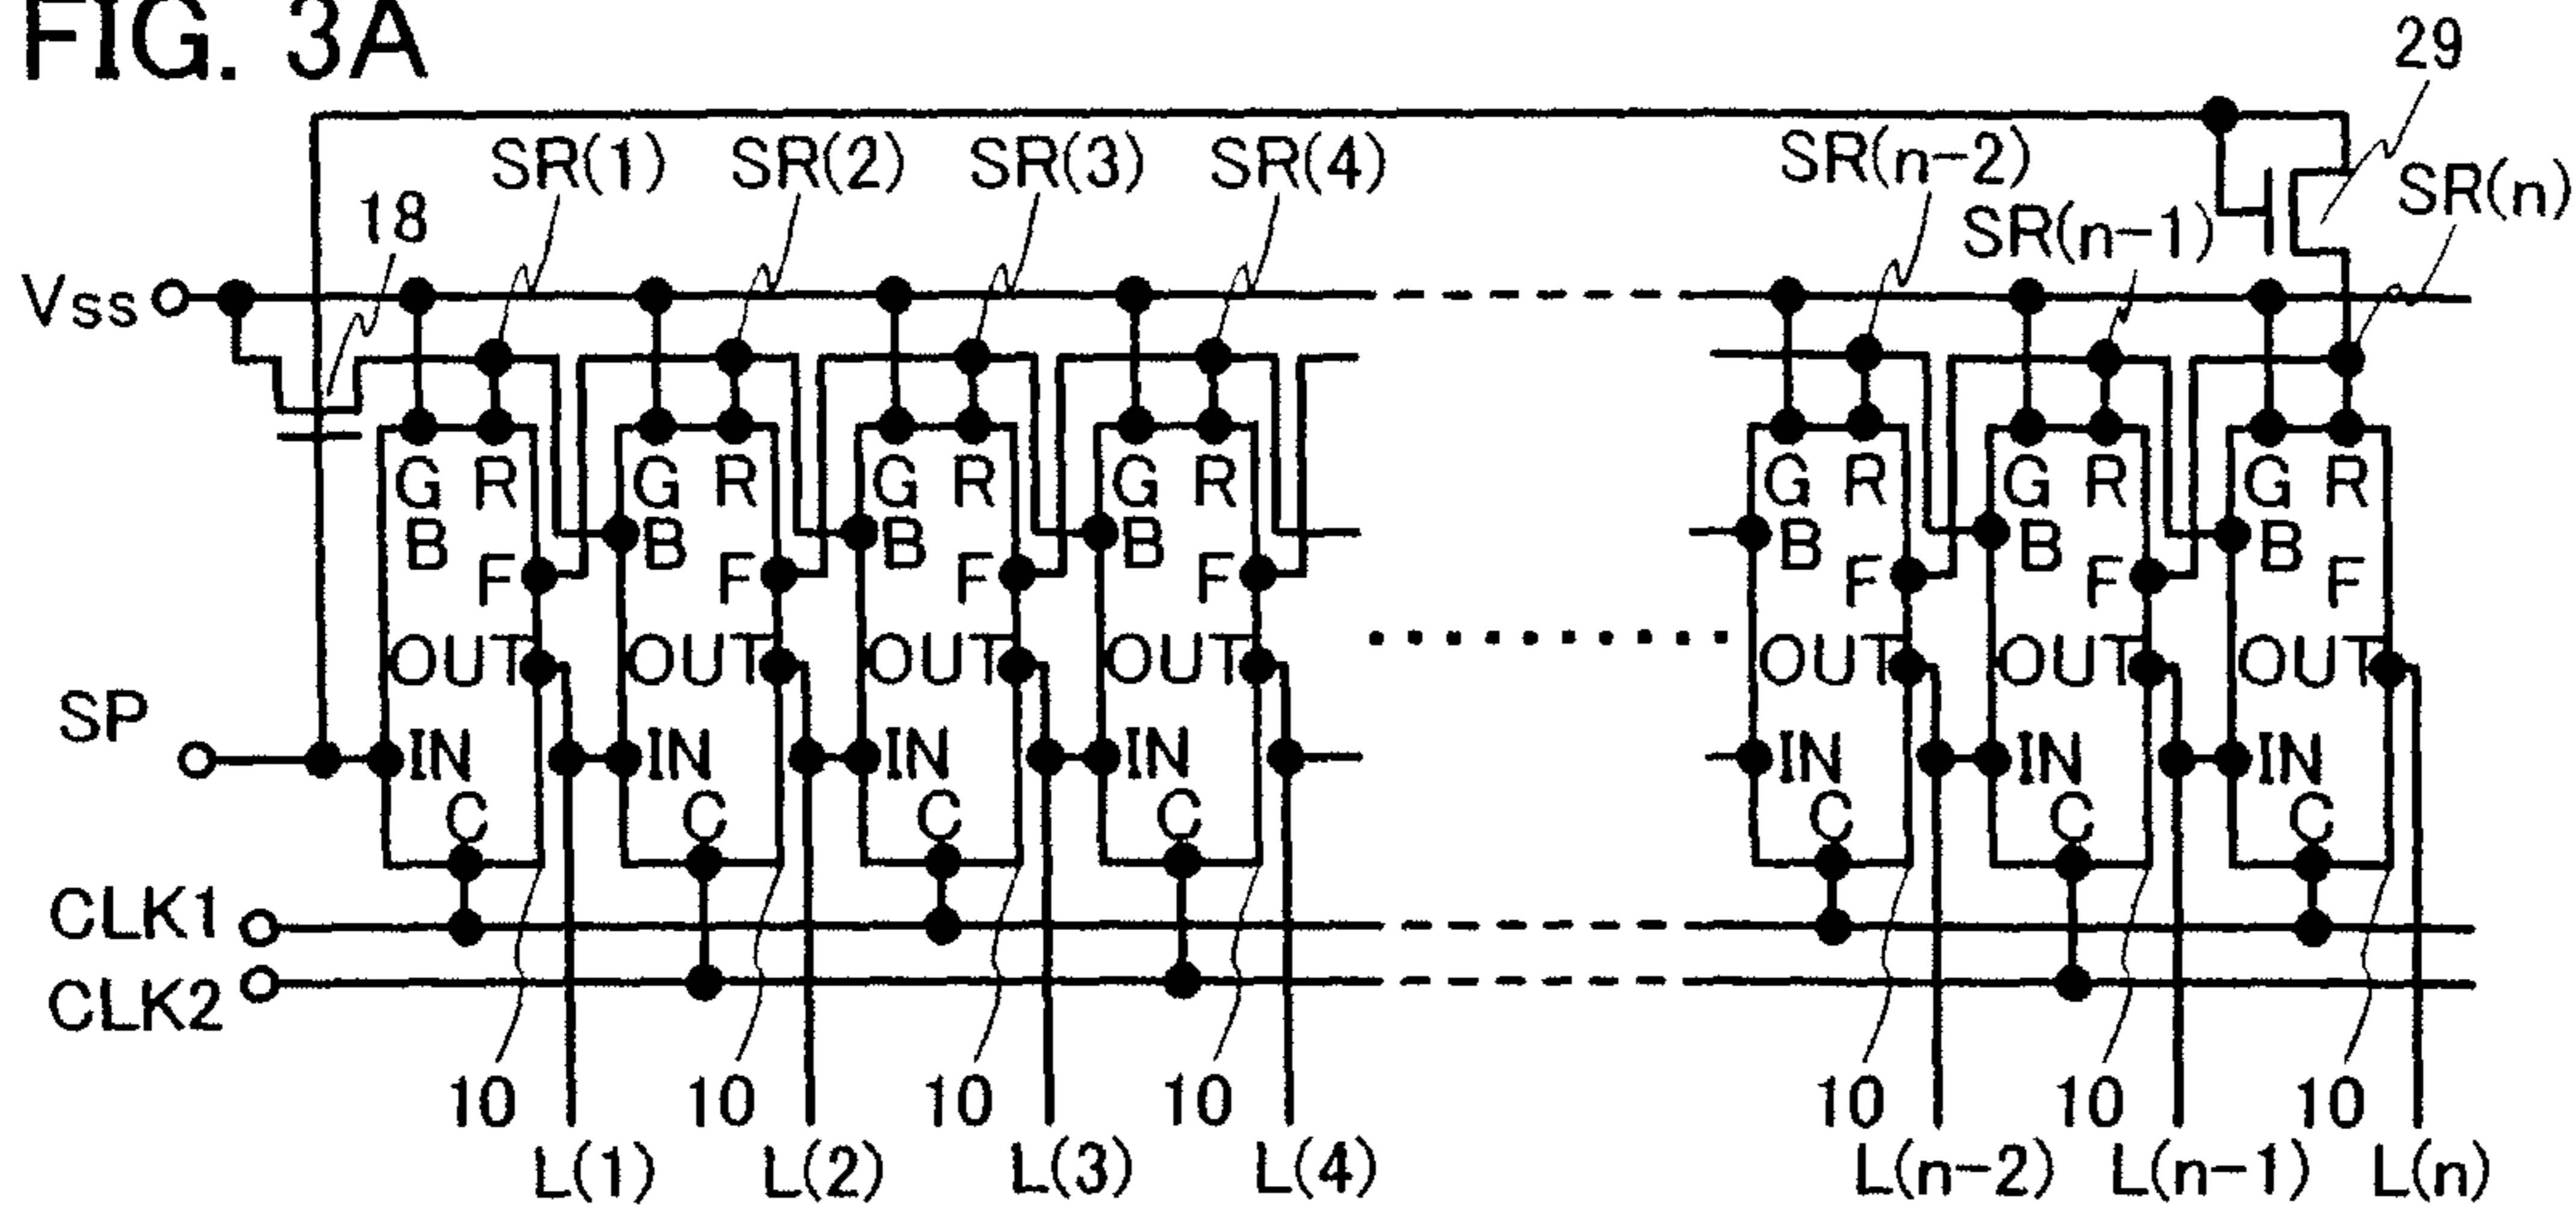 FIG. 3A
29
SR(1) SR(2) SR(3) SR(4) SR(n-2) SR(n)
18 SR(n-1)
Vss
G R G R G R G R G R G R G R
B B B B B B B
F F F F F F F
OUT OUT OUT OUT OUT OUT OUT
SP
IN IN IN IN IN IN IN
C C C C C C C
CLK1
CLK2
10 10 10 10 10 10 10
L(1) L(2) L(3) L(4) L(n-2) L(n-1) L(n)